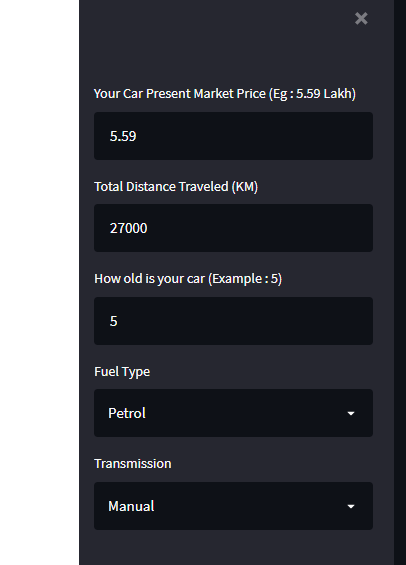 Your Car Present Market Price (Eg : 5.59 Lakh)
5.59
Total Distance Traveled (KM)
27000
How old is your car (Example : 5)
5
Fuel Type
Petrol
Transmission
Manual